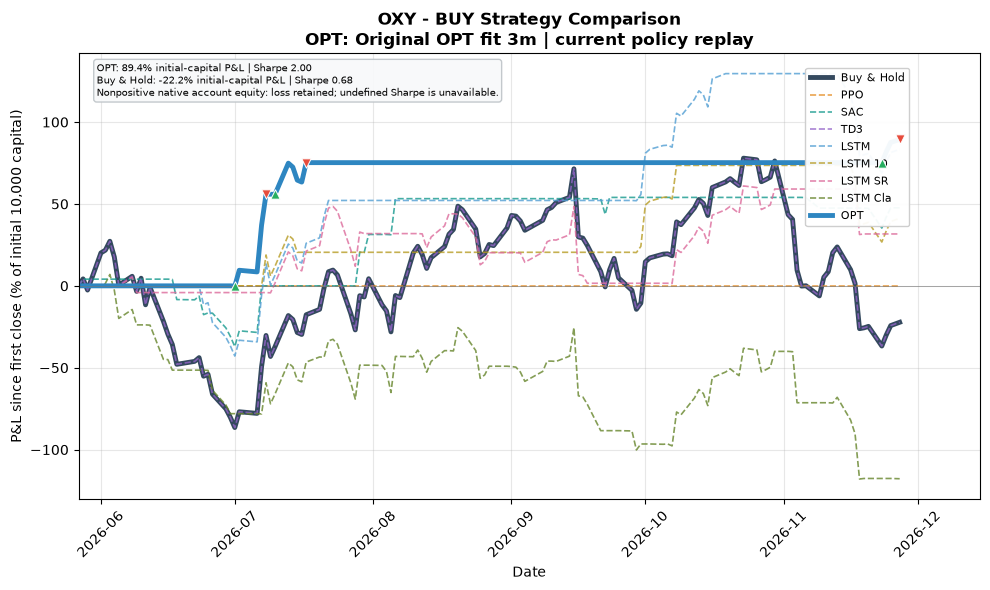 OXY - BUY Strategy Comparison
OPT: Original OPT fit 3m | current policy replay
OPT: 89.4% initial-capital P&L | Sharpe 2.00
Buy & Hold: -22.2% initial-capital P&L | Sharpe 0.68
Nonpositive native account equity: loss retained; undefined Sharpe is unavailable.
Buy & Hold
PPO
SAC
TD3
LSTM
LSTM
LSTM SR
LSTM Cla
OPT
P&L since first close (% of initial 10,000 capital)
100
50
0
−50
−100
2026-06
2026-07
2026-08
2026-09
2026-10
2026-11
2026-12
Date